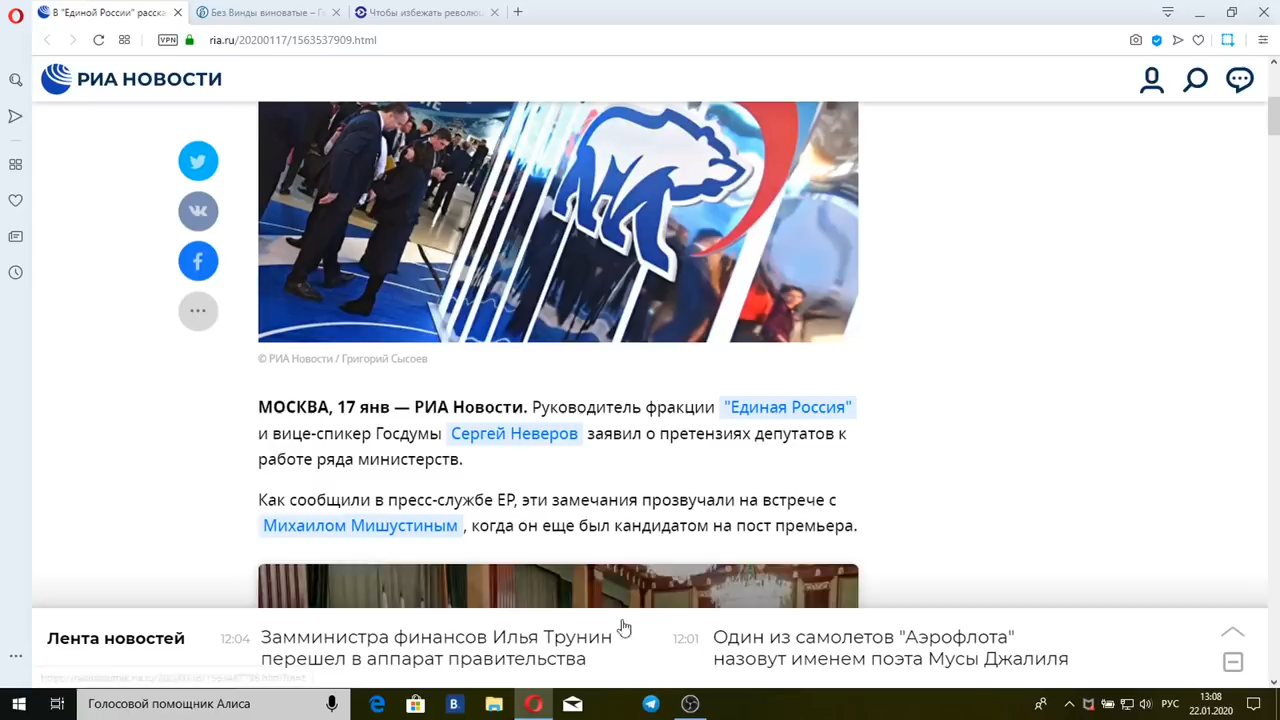 В "Единой России" расска
Без Винды виноватые – Га
Чтобы избежать революц
VPN
ria.ru/20200117/1563537909.html
РИА НОВОСТИ
© РИА Новости / Григорий Сысоев
МОСКВА, 17 янв — РИА Новости. Руководитель фракции "Единая Россия"
и вице-спикер Госдумы Сергей Неверов заявил о претензиях депутатов к
работе ряда министерств.
Как сообщили в пресс-службе ЕР, эти замечания прозвучали на встрече с
Михаилом Мишустиным, когда он еще был кандидатом на пост премьера.
Лента новостей
12:04
Замминистра финансов Илья Трунин
перешел в аппарат правительства
12:01
Один из самолетов "Аэрофлота"
назовут именем поэта Мусы Джалиля
Голосовой помощник Алиса
РУС
13:08
22.01.2020